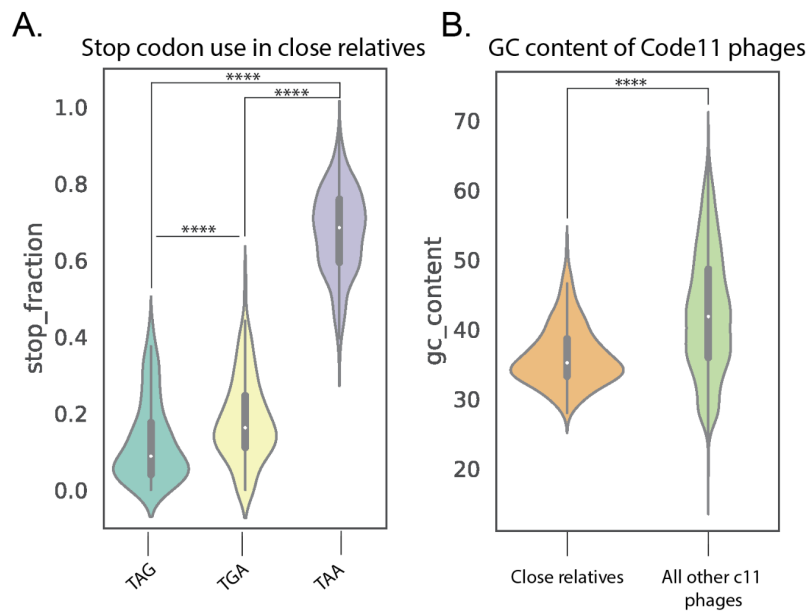 A.
Stop codon use in close relatives
****
****
****
stop_fraction
1.0
0.8
0.6
0.4
0.2
0.0
TAG
TGA
TAA
B.
GC content of Code11 phages
****
gc_content
70
60
50
40
30
20
Close relatives
All other c11
phages